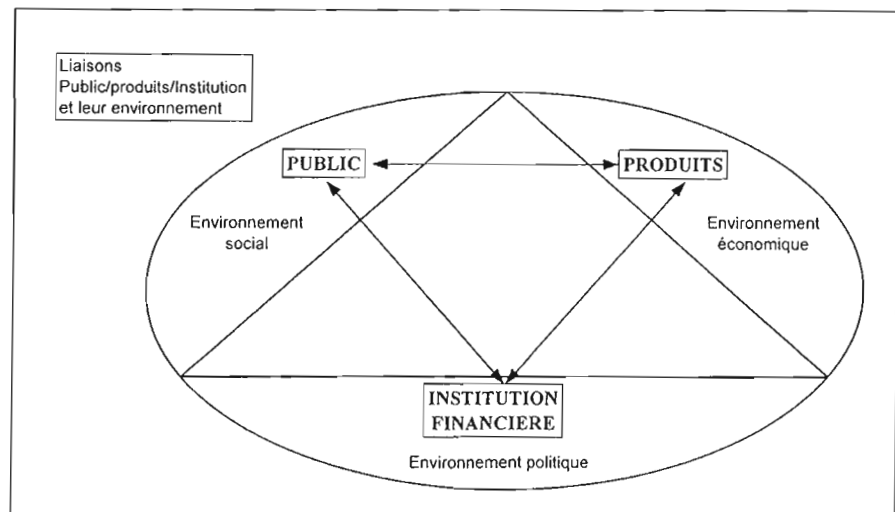 Liaisons
Public/produits/Institution
et leur environnement
PUBLIC
PRODUITS
Environnement
social
Environnement
économique
INSTITUTION
FINANCIERE
Environnement politique